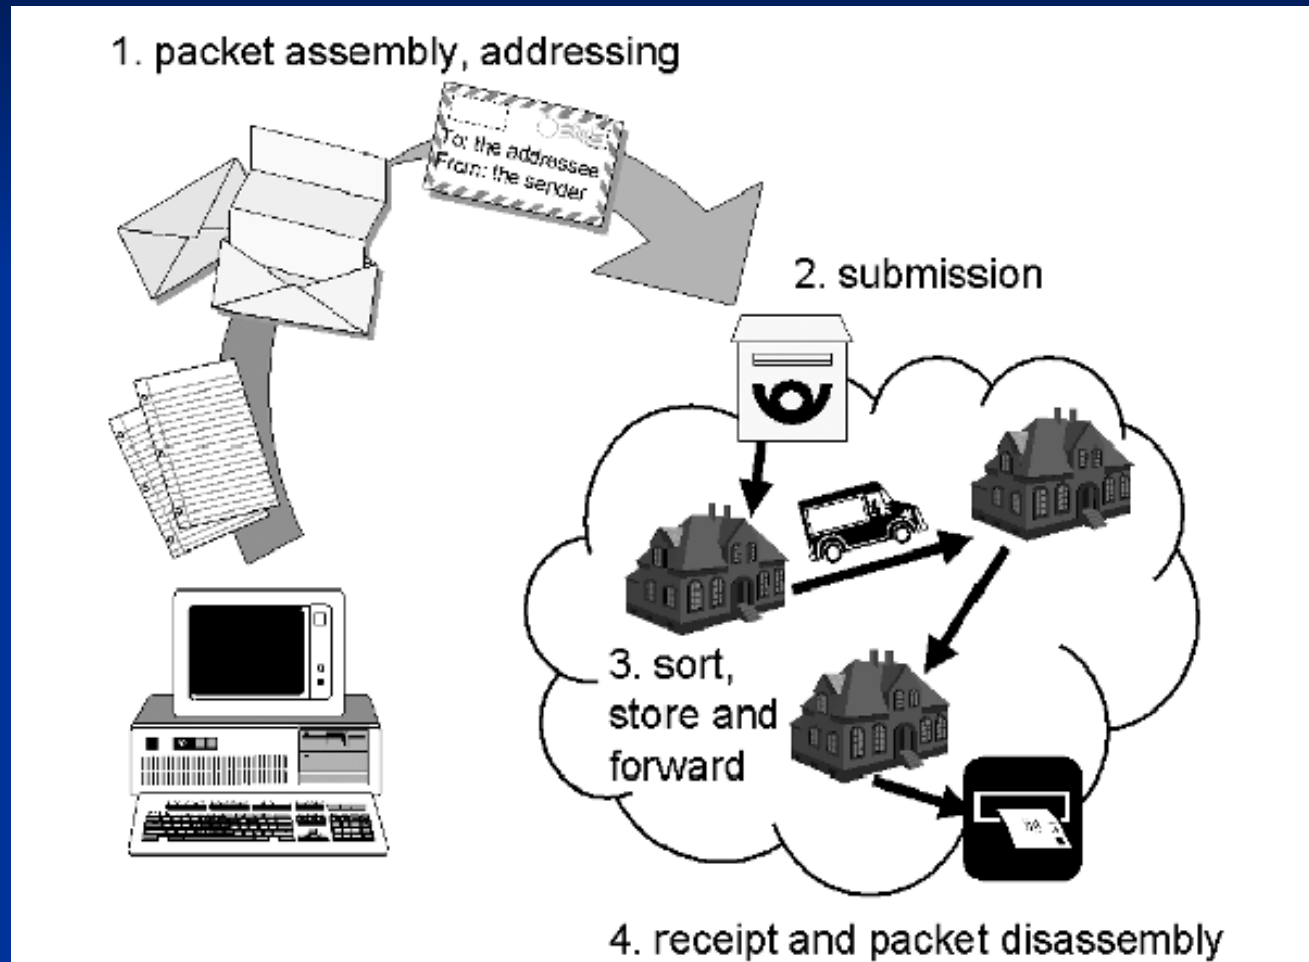 1. packet assembly, addressing
To: the addressee
From: the sender
2. submission
3. sort,
store and
forward
4. receipt and packet disassembly